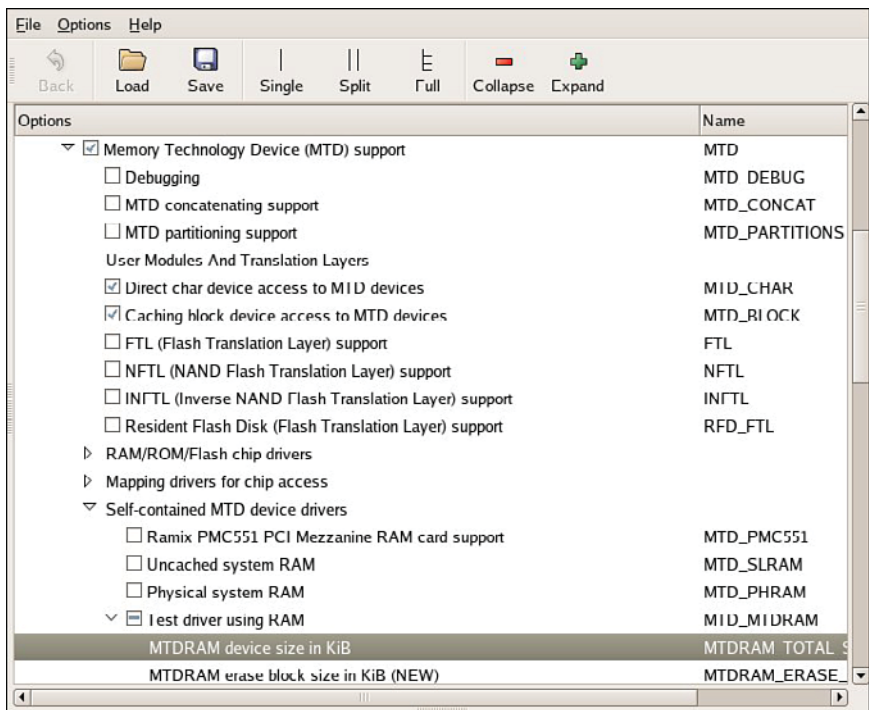 File Options Help
Back Load Save Single Split Full Collapse Expand
Options Name
Memory Technology Device (MTD) support MTD
Debugging MTD_DEBUG
MTD concatenating support MTD_CONCAT
MTD partitioning support MTD_PARTITIONS
User Modules And Translation Layers
Direct char device access to MTD devices MTD_CHAR
Caching block device access to MTD devices MTD_BLOCK
FTL (Flash Translation Layer) support FTL
NFTL (NAND Flash Translation Layer) support NFTL
INFTL (Inverse NAND Flash Translation Layer) support INFTL
Resident Flash Disk (Flash Translation Layer) support RFD_FTL
RAM/ROM/Flash chip drivers
Mapping drivers for chip access
Self-contained MTD device drivers
Ramix PMC551 PCI Mezzanine RAM card support MTD_PMC551
Uncached system RAM MTD_SLRAM
Physical system RAM MTD_PHRAM
Test driver using RAM MTD_MTDRAM
MTDRAM device size in KiB MTDRAM_TOTAL_S
MTDRAM erase block size in KiB (NEW) MTDRAM_ERASE_